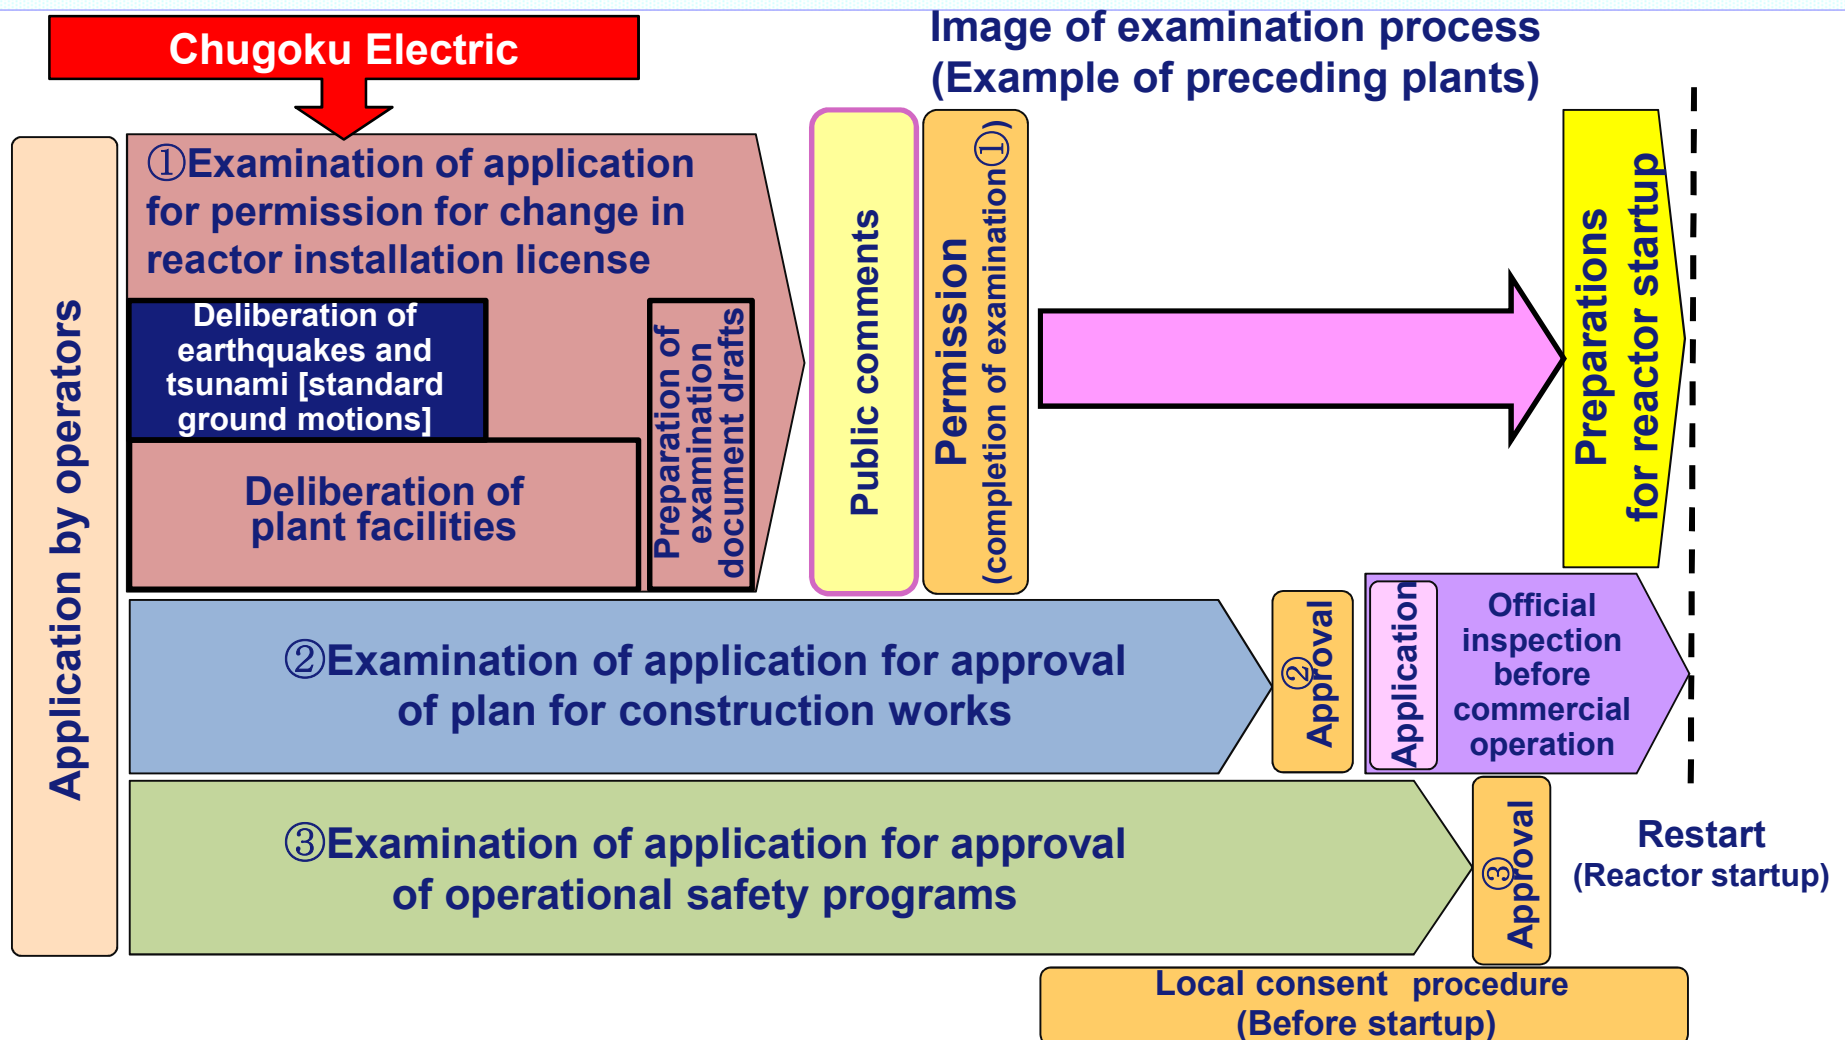 Chugoku Electric
Image of examination process
(Example of preceding plants)
Application by operators
①Examination of application
for permission for change in
reactor installation license
Deliberation of
earthquakes and
tsunami [standard
ground motions]
Deliberation of
plant facilities
Preparation of
examination
document drafts
Public comments
Permission
(completion of examination①)
Preparations
for reactor startup
②Examination of application for approval
of plan for construction works
②
Approval
Application
Official
inspection
before
commercial
operation
③Examination of application for approval
of operational safety programs
③
Approval
Restart
(Reactor startup)
Local consent procedure
(Before startup)